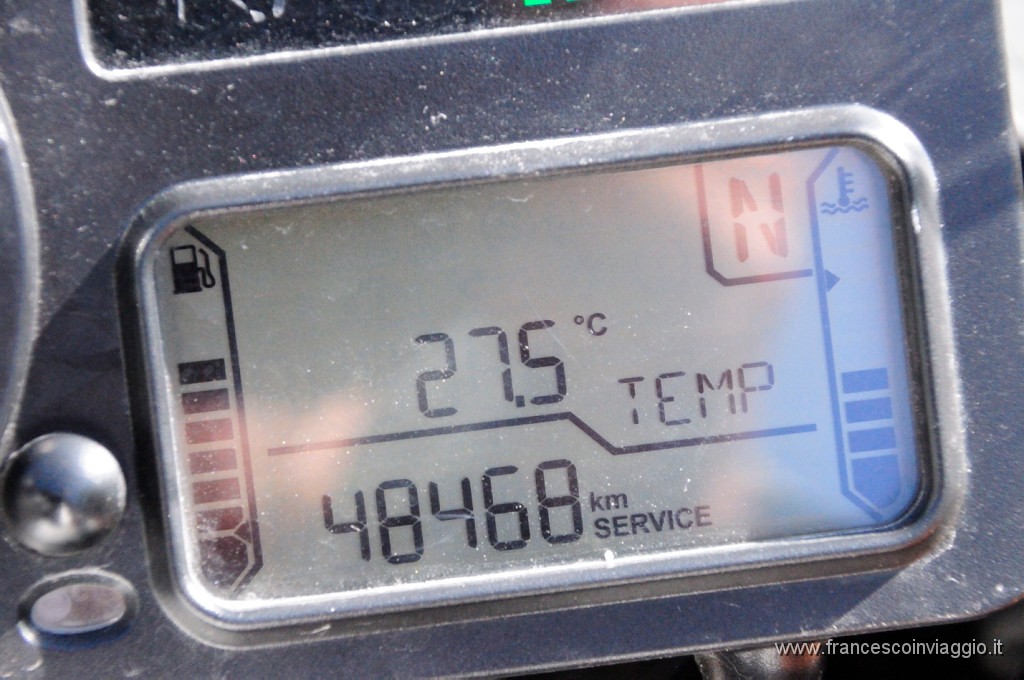 N
27.5 °C
TEMP
48468 km
SERVICE
www.francescoinviaggio.it